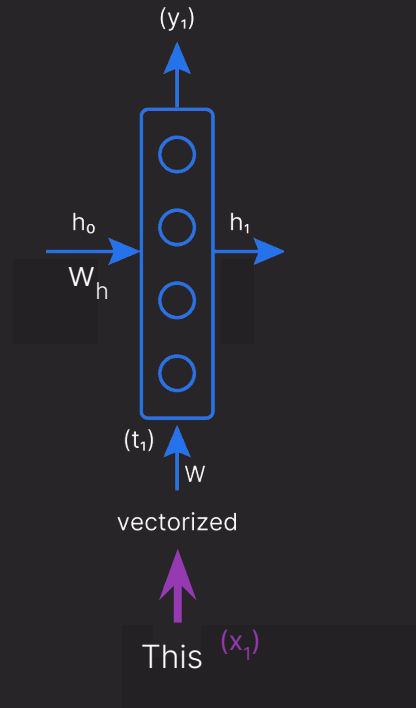 (y₁)
h₀
h₁
Wₕ
(t₁)
W
vectorized
This (x₁)